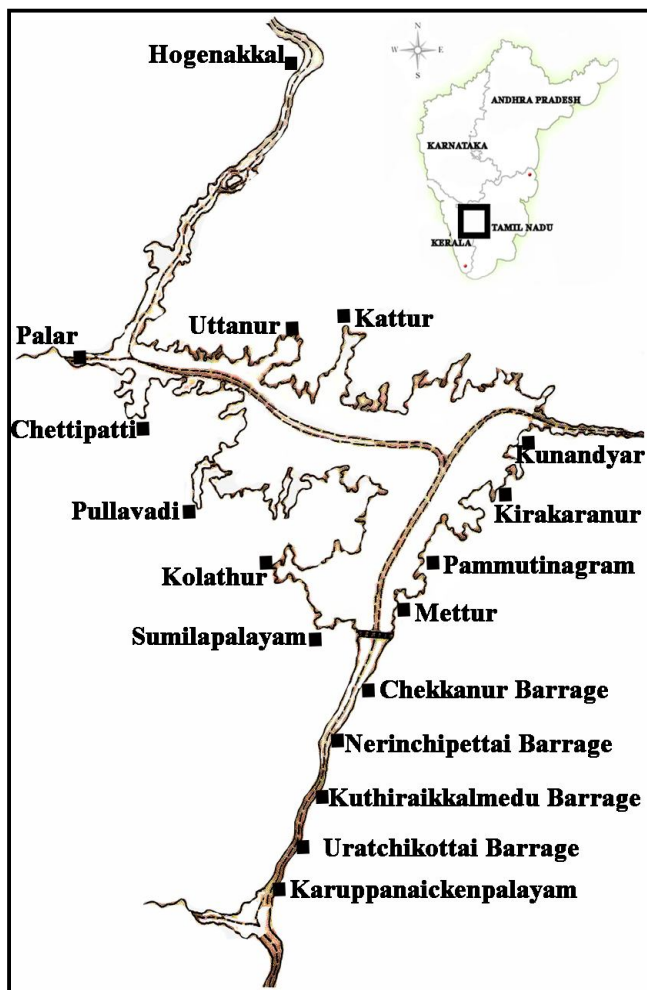 N
W E
S
Hogenakkal
ANDHRA PRADESH
KARNATAKA
TAMIL NADU
KERALA
Uttanur
Kattur
Palar
Chettipatti
Kunandyar
Pullavadi
Kirakaranur
Kolathur
Pammutinagram
Mettur
Sumilapalayam
Chekkanur Barrage
Nerinchipettai Barrage
Kuthiraikkalmedu Barrage
Uratchikottai Barrage
Karuppanaickenpalayam